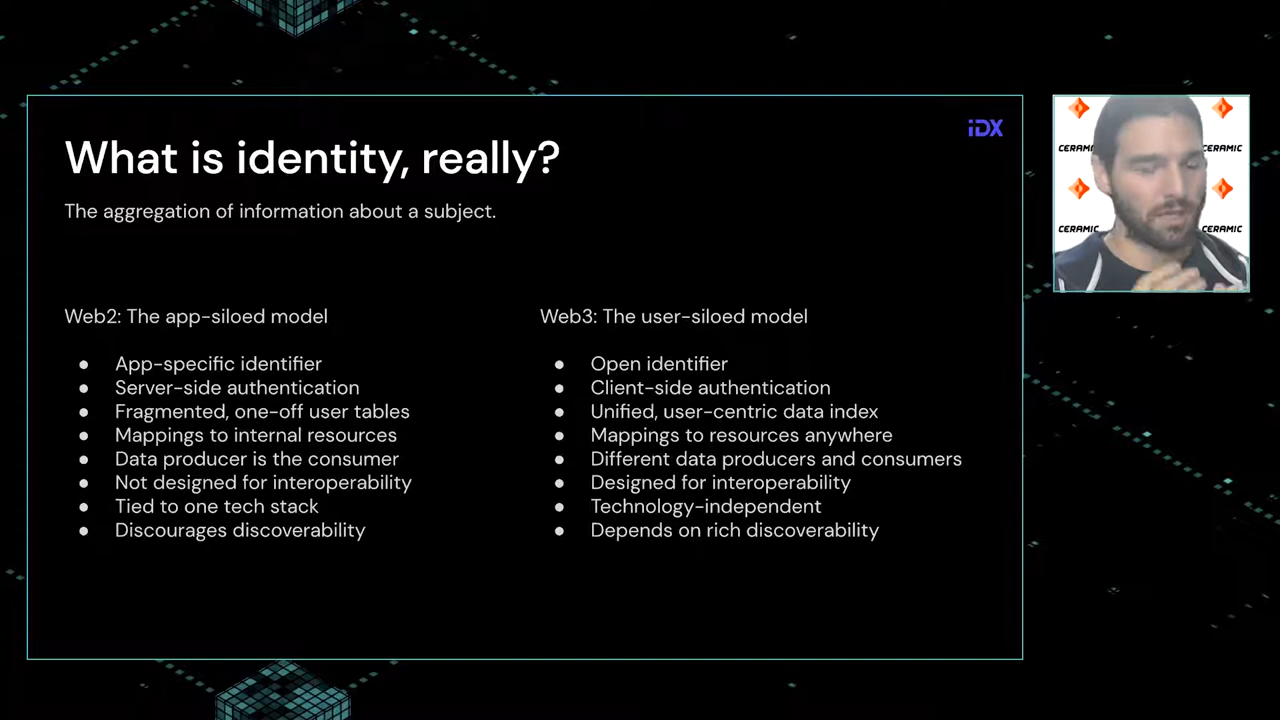 What is identity, really?
iDX
The aggregation of information about a subject.
Web2: The app-siloed model
App-specific identifier
Server-side authentication
Fragmented, one-off user tables
Mappings to internal resources
Data producer is the consumer
Not designed for interoperability
Tied to one tech stack
Discourages discoverability
Web3: The user-siloed model
Open identifier
Client-side authentication
Unified, user-centric data index
Mappings to resources anywhere
Different data producers and consumers
Designed for interoperability
Technology-independent
Depends on rich discoverability
CERAMIC
CERAMIC
CERAMIC
CERAMIC